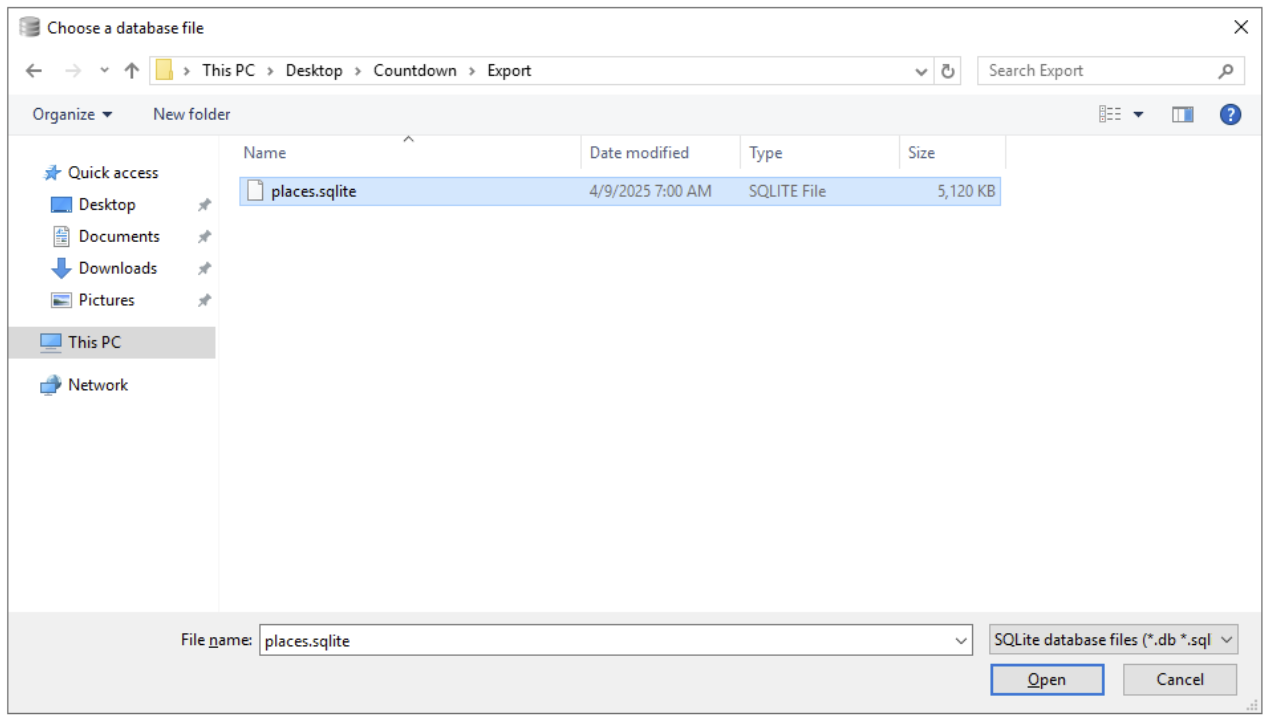 Choose a database file
This PC > Desktop > Countdown > Export
Search Export
Organize
New folder
?
Name
Date modified
Type
Size
places.sqlite
4/9/2025 7:00 AM
SQLITE File
5,120 KB
Quick access
Desktop
Documents
Downloads
Pictures
This PC
Network
File name:
places.sqlite
SQLite database files (*.db *.sql
Open
Cancel